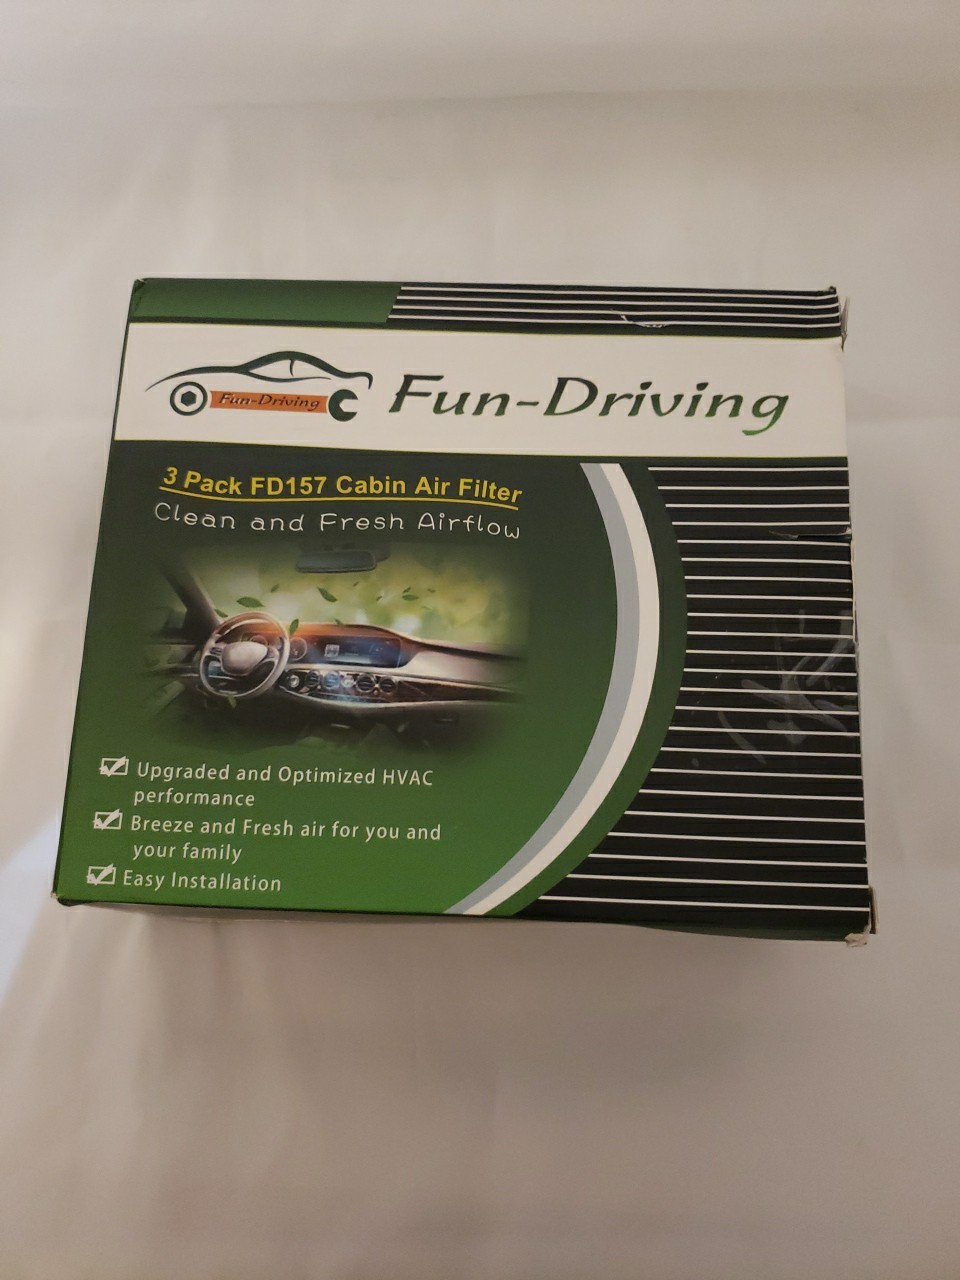 Fun-Driving
Fun-Driving
3 Pack FD157 Cabin Air Filter
Clean and Fresh Airflow
Upgraded and Optimized HVAC
performance
Breeze and Fresh air for you and
your family
Easy Installation